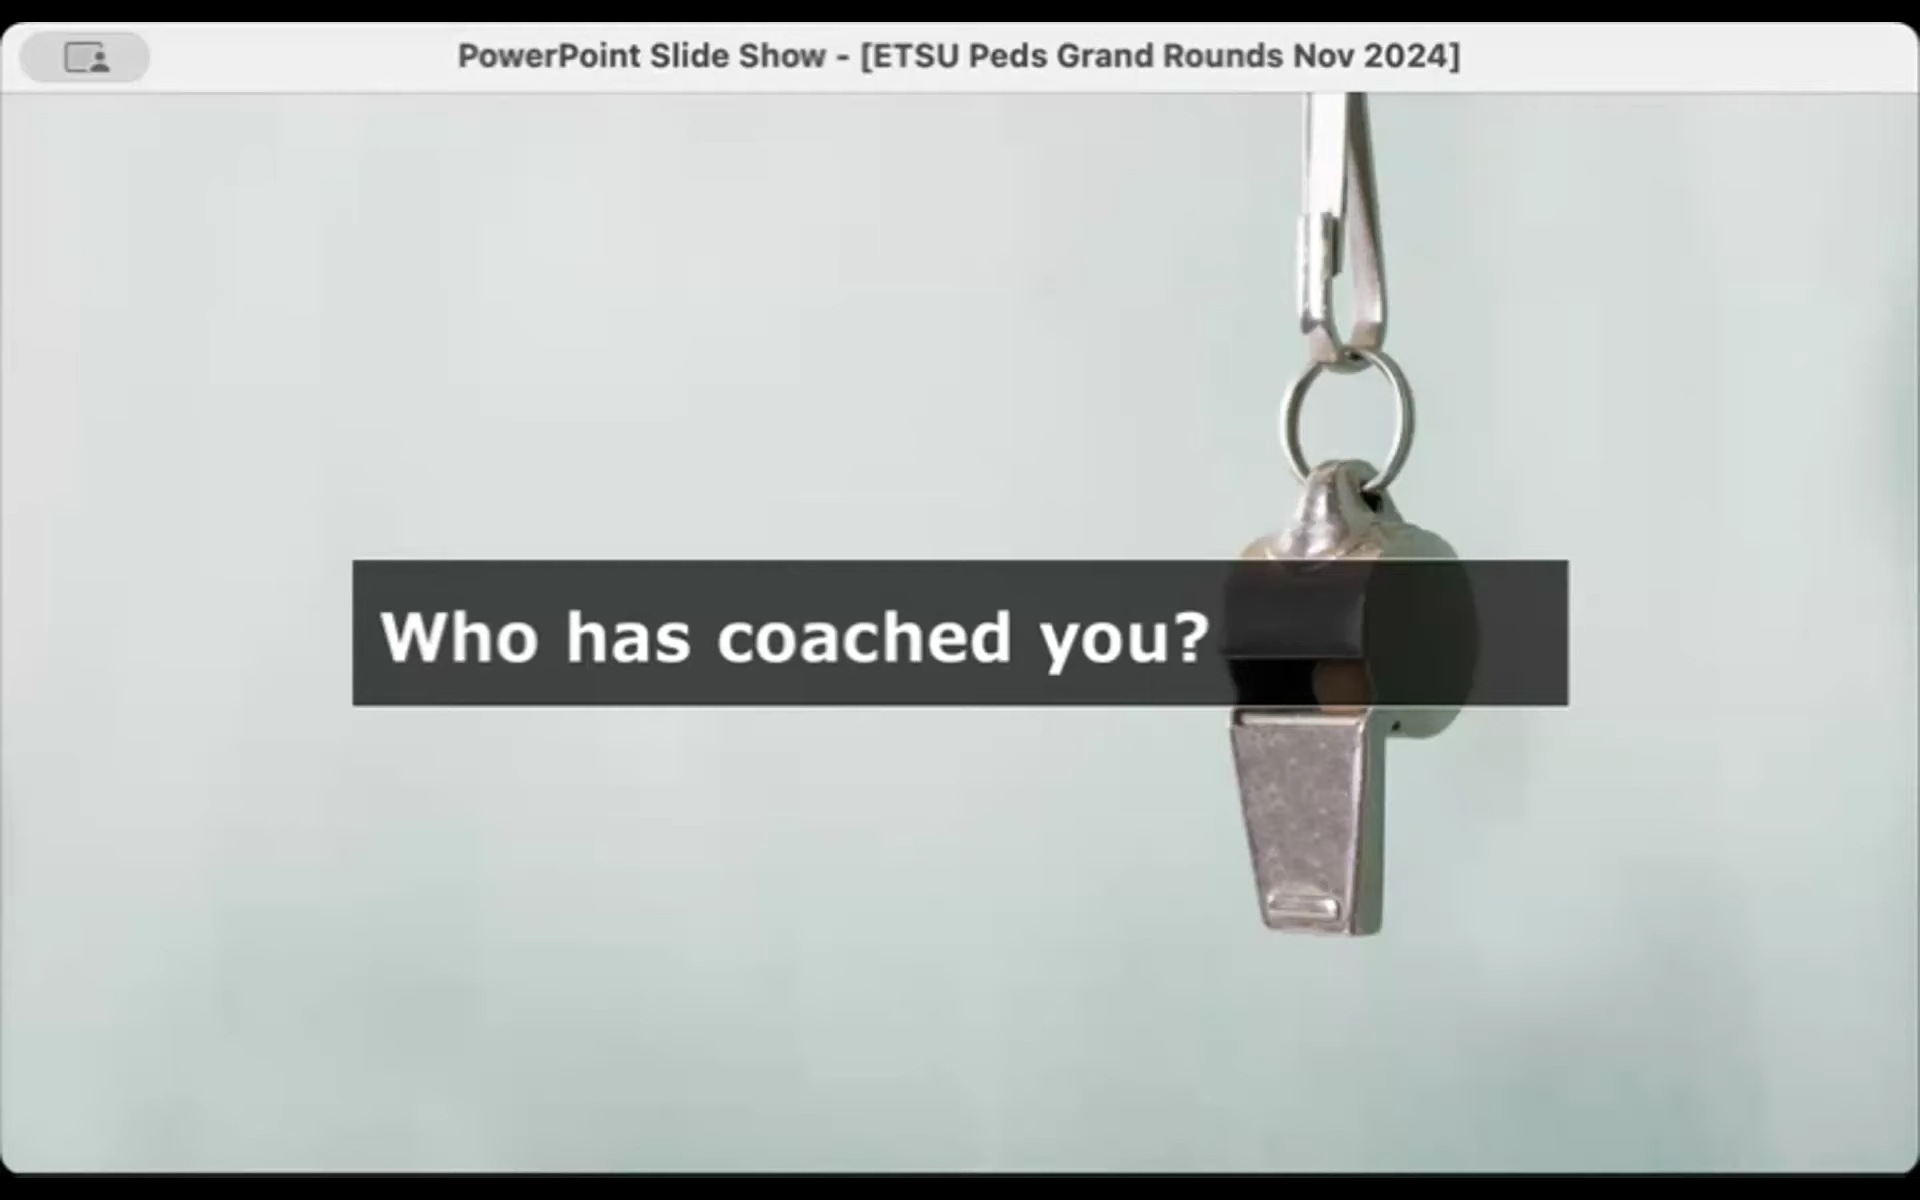 PowerPoint Slide Show - [ETSU Peds Grand Rounds Nov 2024]
Who has coached you?